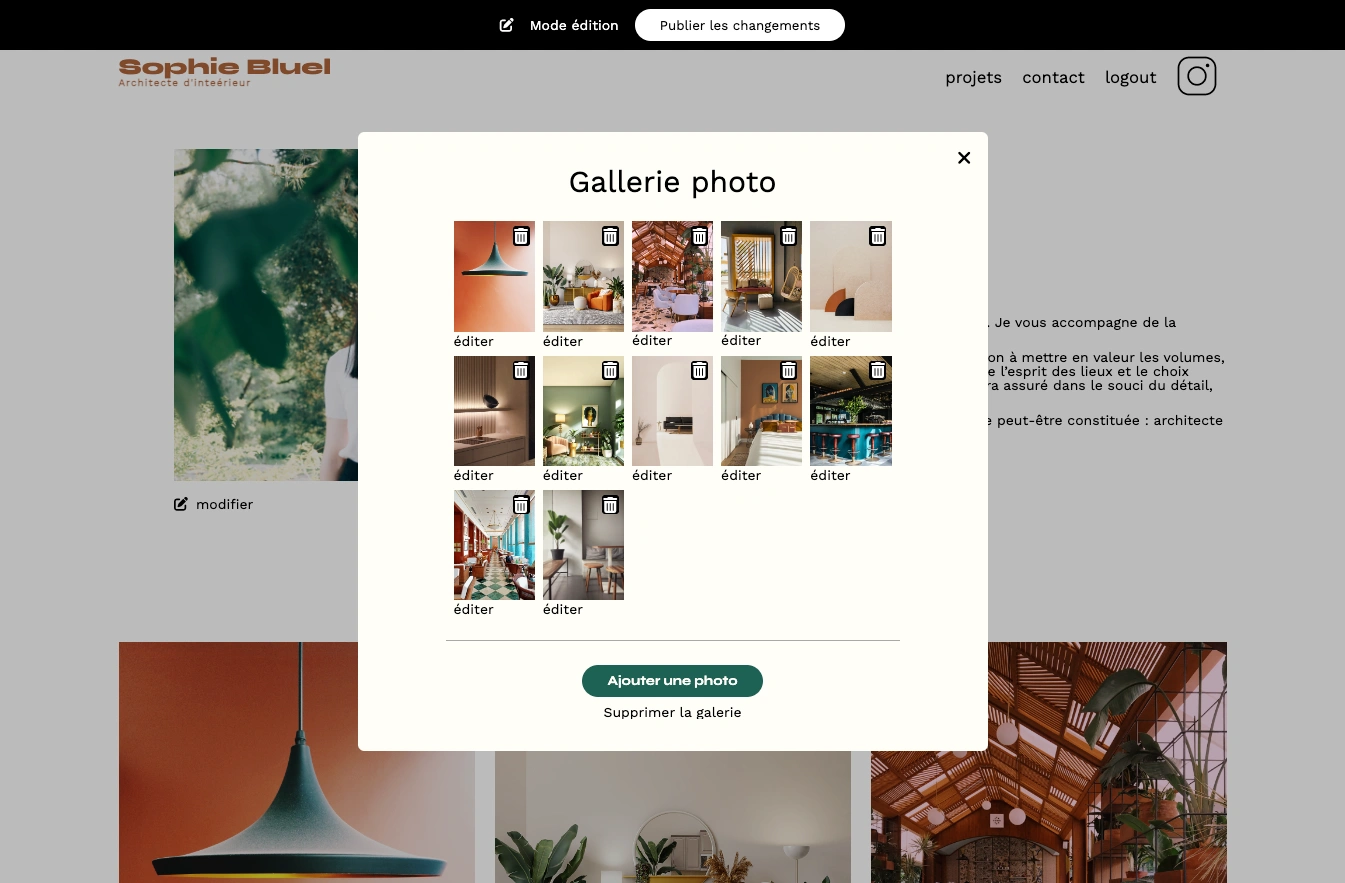 Mode édition
Publier les changements
Sophie Bluel
Architecte d'inteérieur
projets
contact
logout
Gallerie photo
éditer éditer éditer éditer éditer
éditer éditer éditer éditer éditer
éditer éditer
Ajouter une photo
Supprimer la galerie
. Je vous accompagne de la
on à mettre en valeur les volumes,
e l'esprit des lieux et le choix
ra assuré dans le souci du détail,
e peut-être constituée : architecte
modifier